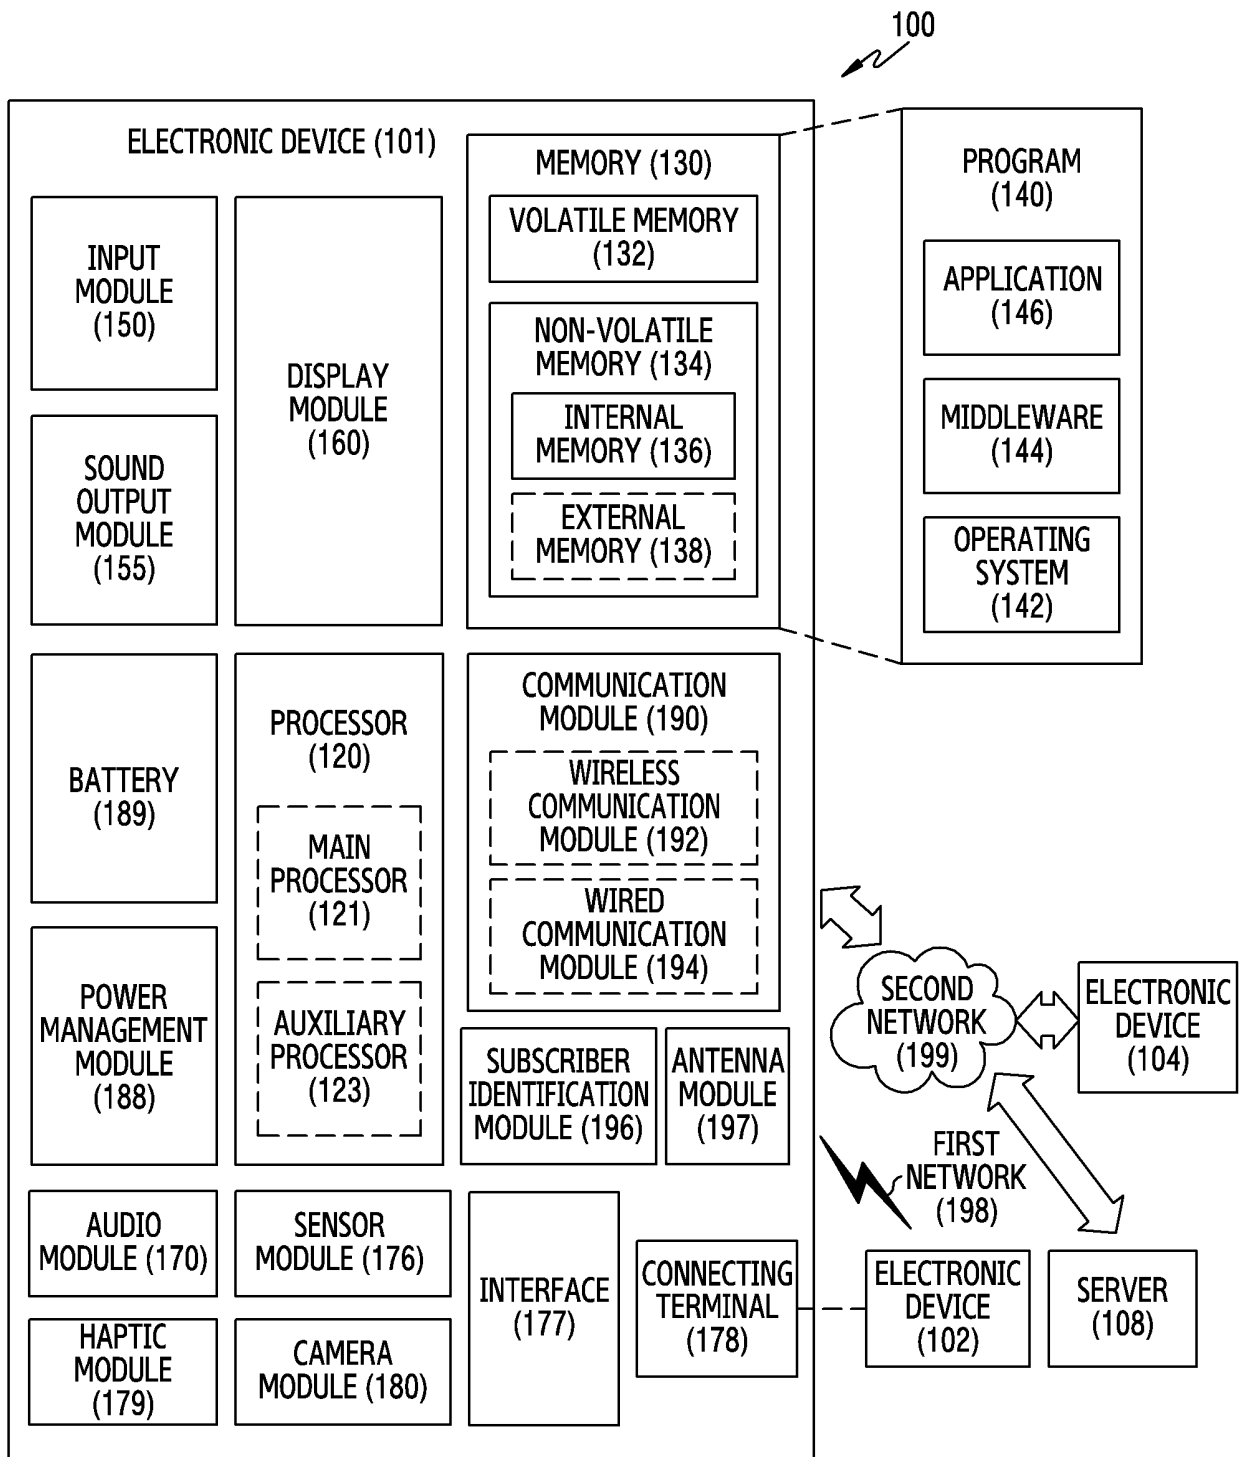 100
ELECTRONIC DEVICE (101)
INPUT
MODULE
(150)
SOUND
OUTPUT
MODULE
(155)
DISPLAY
MODULE
(160)
MEMORY (130)
VOLATILE MEMORY
(132)
NON-VOLATILE
MEMORY (134)
INTERNAL
MEMORY (136)
EXTERNAL
MEMORY (138)
PROGRAM
(140)
APPLICATION
(146)
MIDDLEWARE
(144)
OPERATING
SYSTEM
(142)
BATTERY
(189)
POWER
MANAGEMENT
MODULE
(188)
PROCESSOR
(120)
MAIN
PROCESSOR
(121)
AUXILIARY
PROCESSOR
(123)
COMMUNICATION
MODULE (190)
WIRELESS
COMMUNICATION
MODULE (192)
WIRED
COMMUNICATION
MODULE (194)
SUBSCRIBER
IDENTIFICATION
MODULE (196)
ANTENNA
MODULE
(197)
SECOND
NETWORK
(199)
ELECTRONIC
DEVICE
(104)
FIRST
NETWORK
(198)
AUDIO
MODULE (170)
SENSOR
MODULE (176)
HAPTIC
MODULE
(179)
CAMERA
MODULE (180)
INTERFACE
(177)
CONNECTING
TERMINAL
(178)
ELECTRONIC
DEVICE
(102)
SERVER
(108)